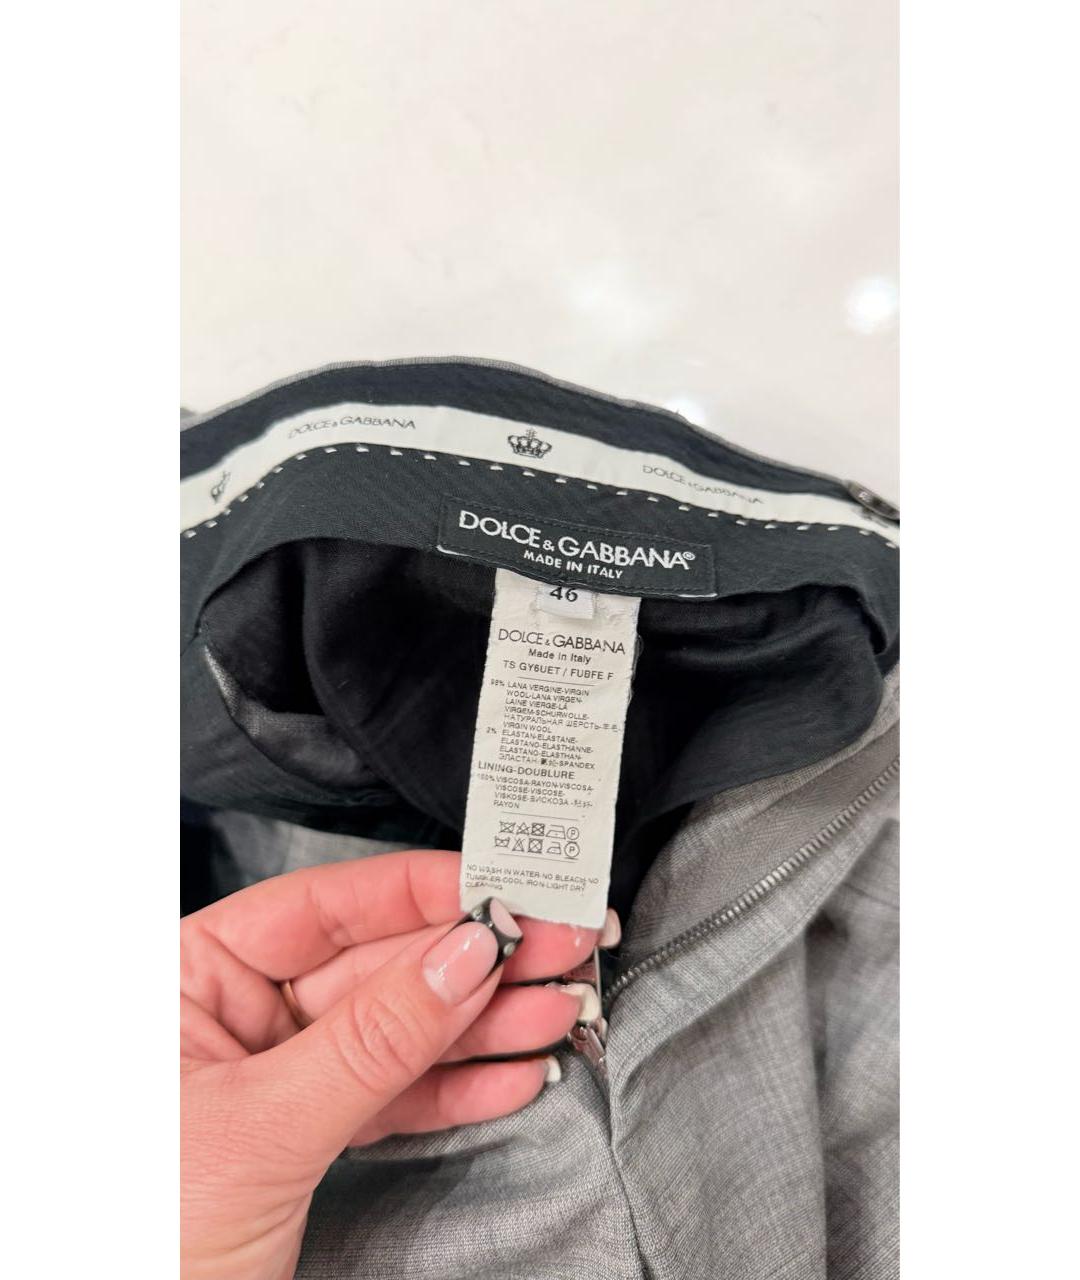 DOLCE & GABBANA
DOLCE & GABBANA
DOLCE & GABBANA®
MADE IN ITALY
46
DOLCE & GABBANA
Made in Italy
TS GY6UET / FUBFE F
98% LANA VERGINE-VIRGIN
WOOL-LANA VIRGEN-
LAINE VIERGE-LÃ
VIRGEM-SCHURWOLLE-
НАТУРАЛЬНАЯ ШЕРСТЬ-羊毛-
VIRGIN WOOL
2% ELASTAN-ELASTANE-
ELASTANO-ELASTHANNE-
ELASTANO-ELASTHAN-
ЭЛАСТАН-SPANDEX
LINING-DOUBLURE
100% VISCOSA-RAYON-VISCOSA-
VISCOSE-VISCOSE-
VISKOSE-ВИСКОЗА-
RAYON
NO WASH IN WATER-NO BLEACH-NO
TUMBLER-COOL IRON-LIGHT DRY
CLEANING